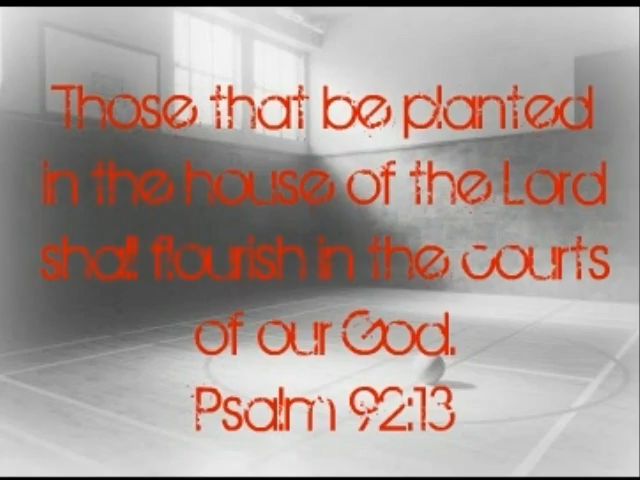 Those that be planted
in the house of the Lord
shall flourish in the courts
of our God.
Psalm 92:13